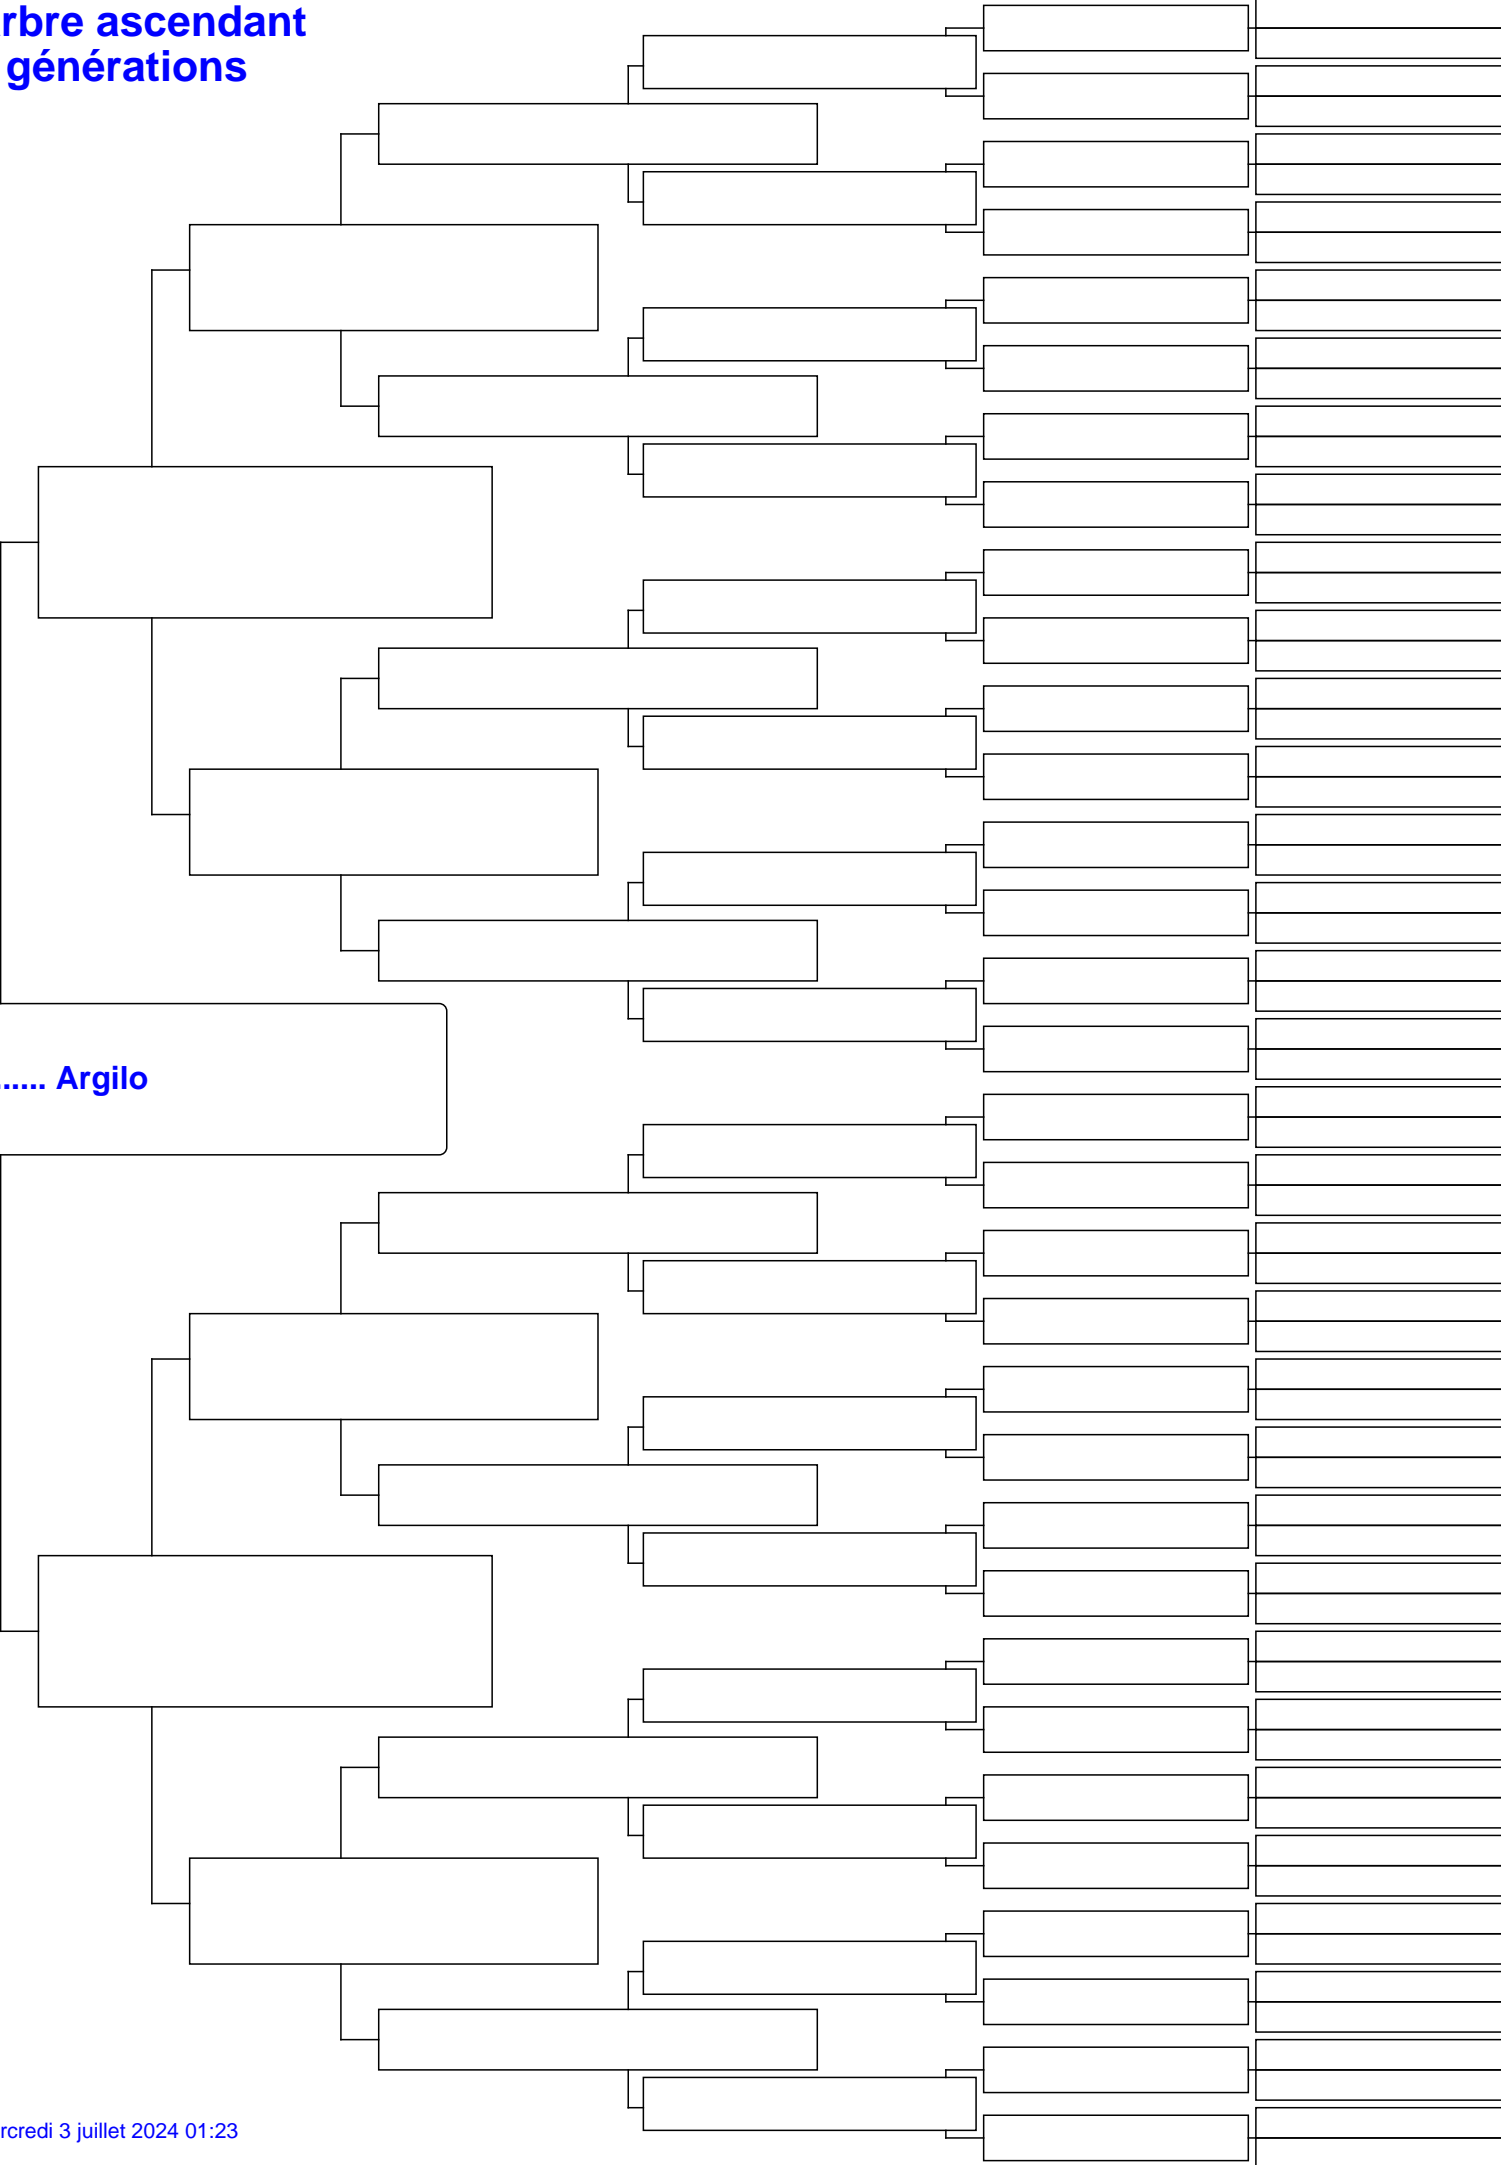 rbre ascendant
générations
...... Argilo
rcredi 3 juillet 2024 01:23